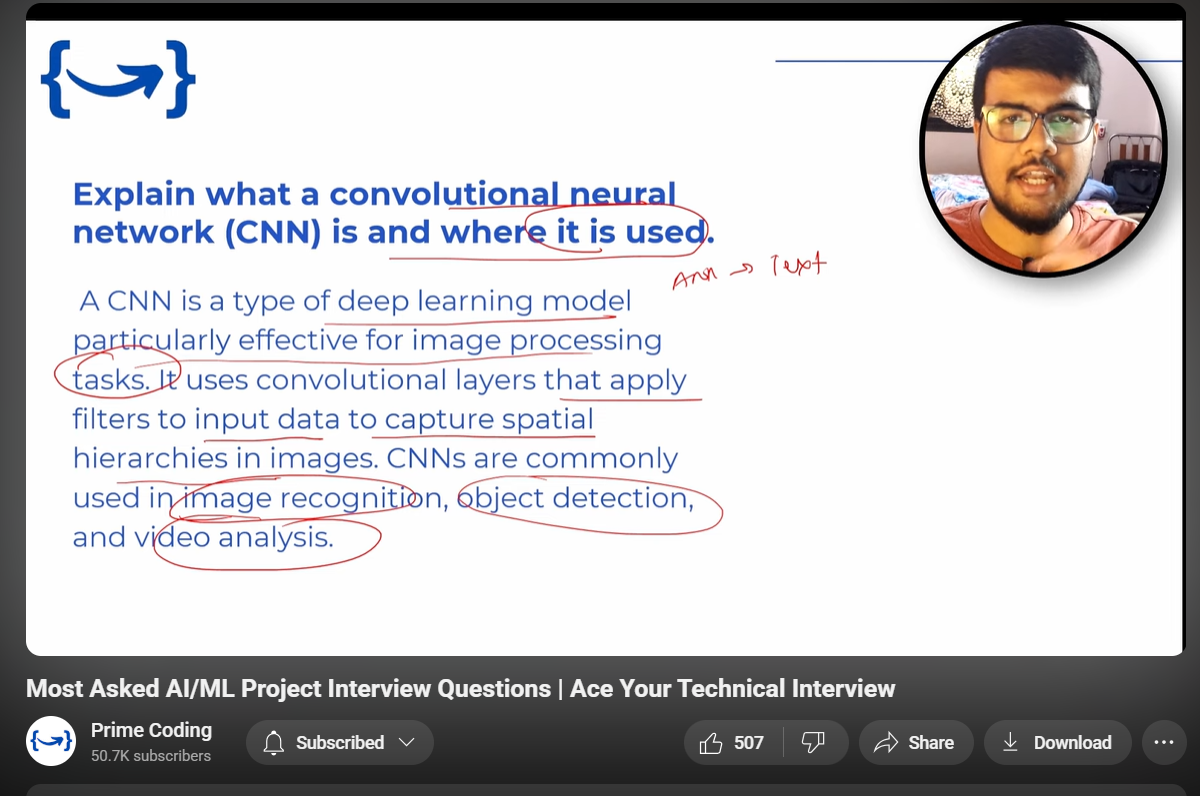 Explain what a convolutional neural
network (CNN) is and where it is used.
Ann → Text
A CNN is a type of deep learning model
particularly effective for image processing
tasks. It uses convolutional layers that apply
filters to input data to capture spatial
hierarchies in images. CNNs are commonly
used in image recognition, object detection,
and video analysis.
Most Asked AI/ML Project Interview Questions | Ace Your Technical Interview
Prime Coding
50.7K subscribers
Subscribed
507
Share
Download